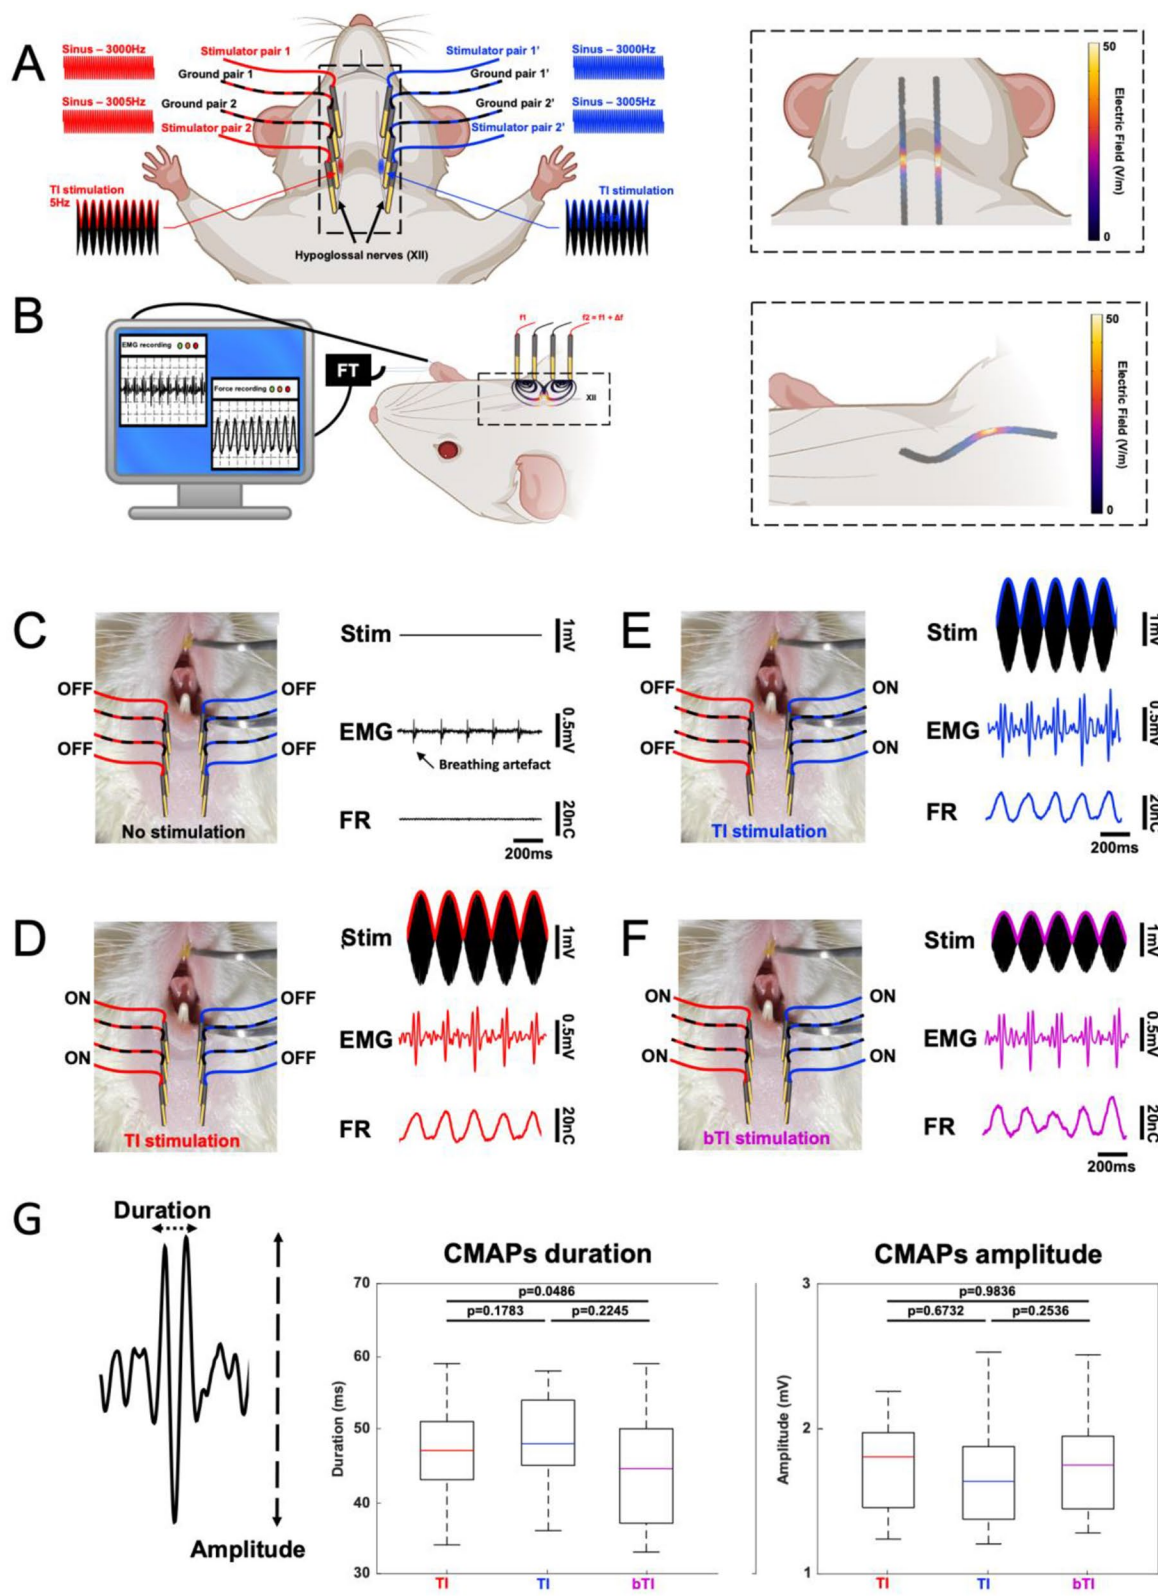 A
Sinus – 3000Hz
Stimulator pair 1
Stimulator pair 1'
Sinus – 3000Hz
Ground pair 1
Ground pair 1'
Sinus – 3005Hz
Ground pair 2
Ground pair 2'
Sinus – 3005Hz
Stimulator pair 2
Stimulator pair 2'
TI stimulation
5Hz
TI stimulation
Hypoglossal nerves (XII)
50
Electric Field (V/m)
0
B
EMG recording
Force recording
FT
f1
f2 = f1 + Δf
XII
50
Electric Field (V/m)
0
C
OFF
OFF
OFF
OFF
No stimulation
Stim
1mV
EMG
0.5mV
Breathing artefact
FR
20nC
200ms
E
OFF
ON
OFF
ON
TI stimulation
Stim
1mV
EMG
0.5mV
FR
20nC
200ms
D
ON
OFF
ON
OFF
TI stimulation
Stim
1mV
EMG
0.5mV
FR
20nC
F
ON
ON
ON
ON
bTI stimulation
Stim
1mV
EMG
0.5mV
FR
20nC
200ms
G
Duration
Amplitude
CMAPs duration
70
60
50
40
30
Duration (ms)
p=0.0486
p=0.1783
p=0.2245
TI
TI
bTI
CMAPs amplitude
3
2
1
Amplitude (mV)
p=0.9836
p=0.6732
p=0.2536
TI
TI
bTI